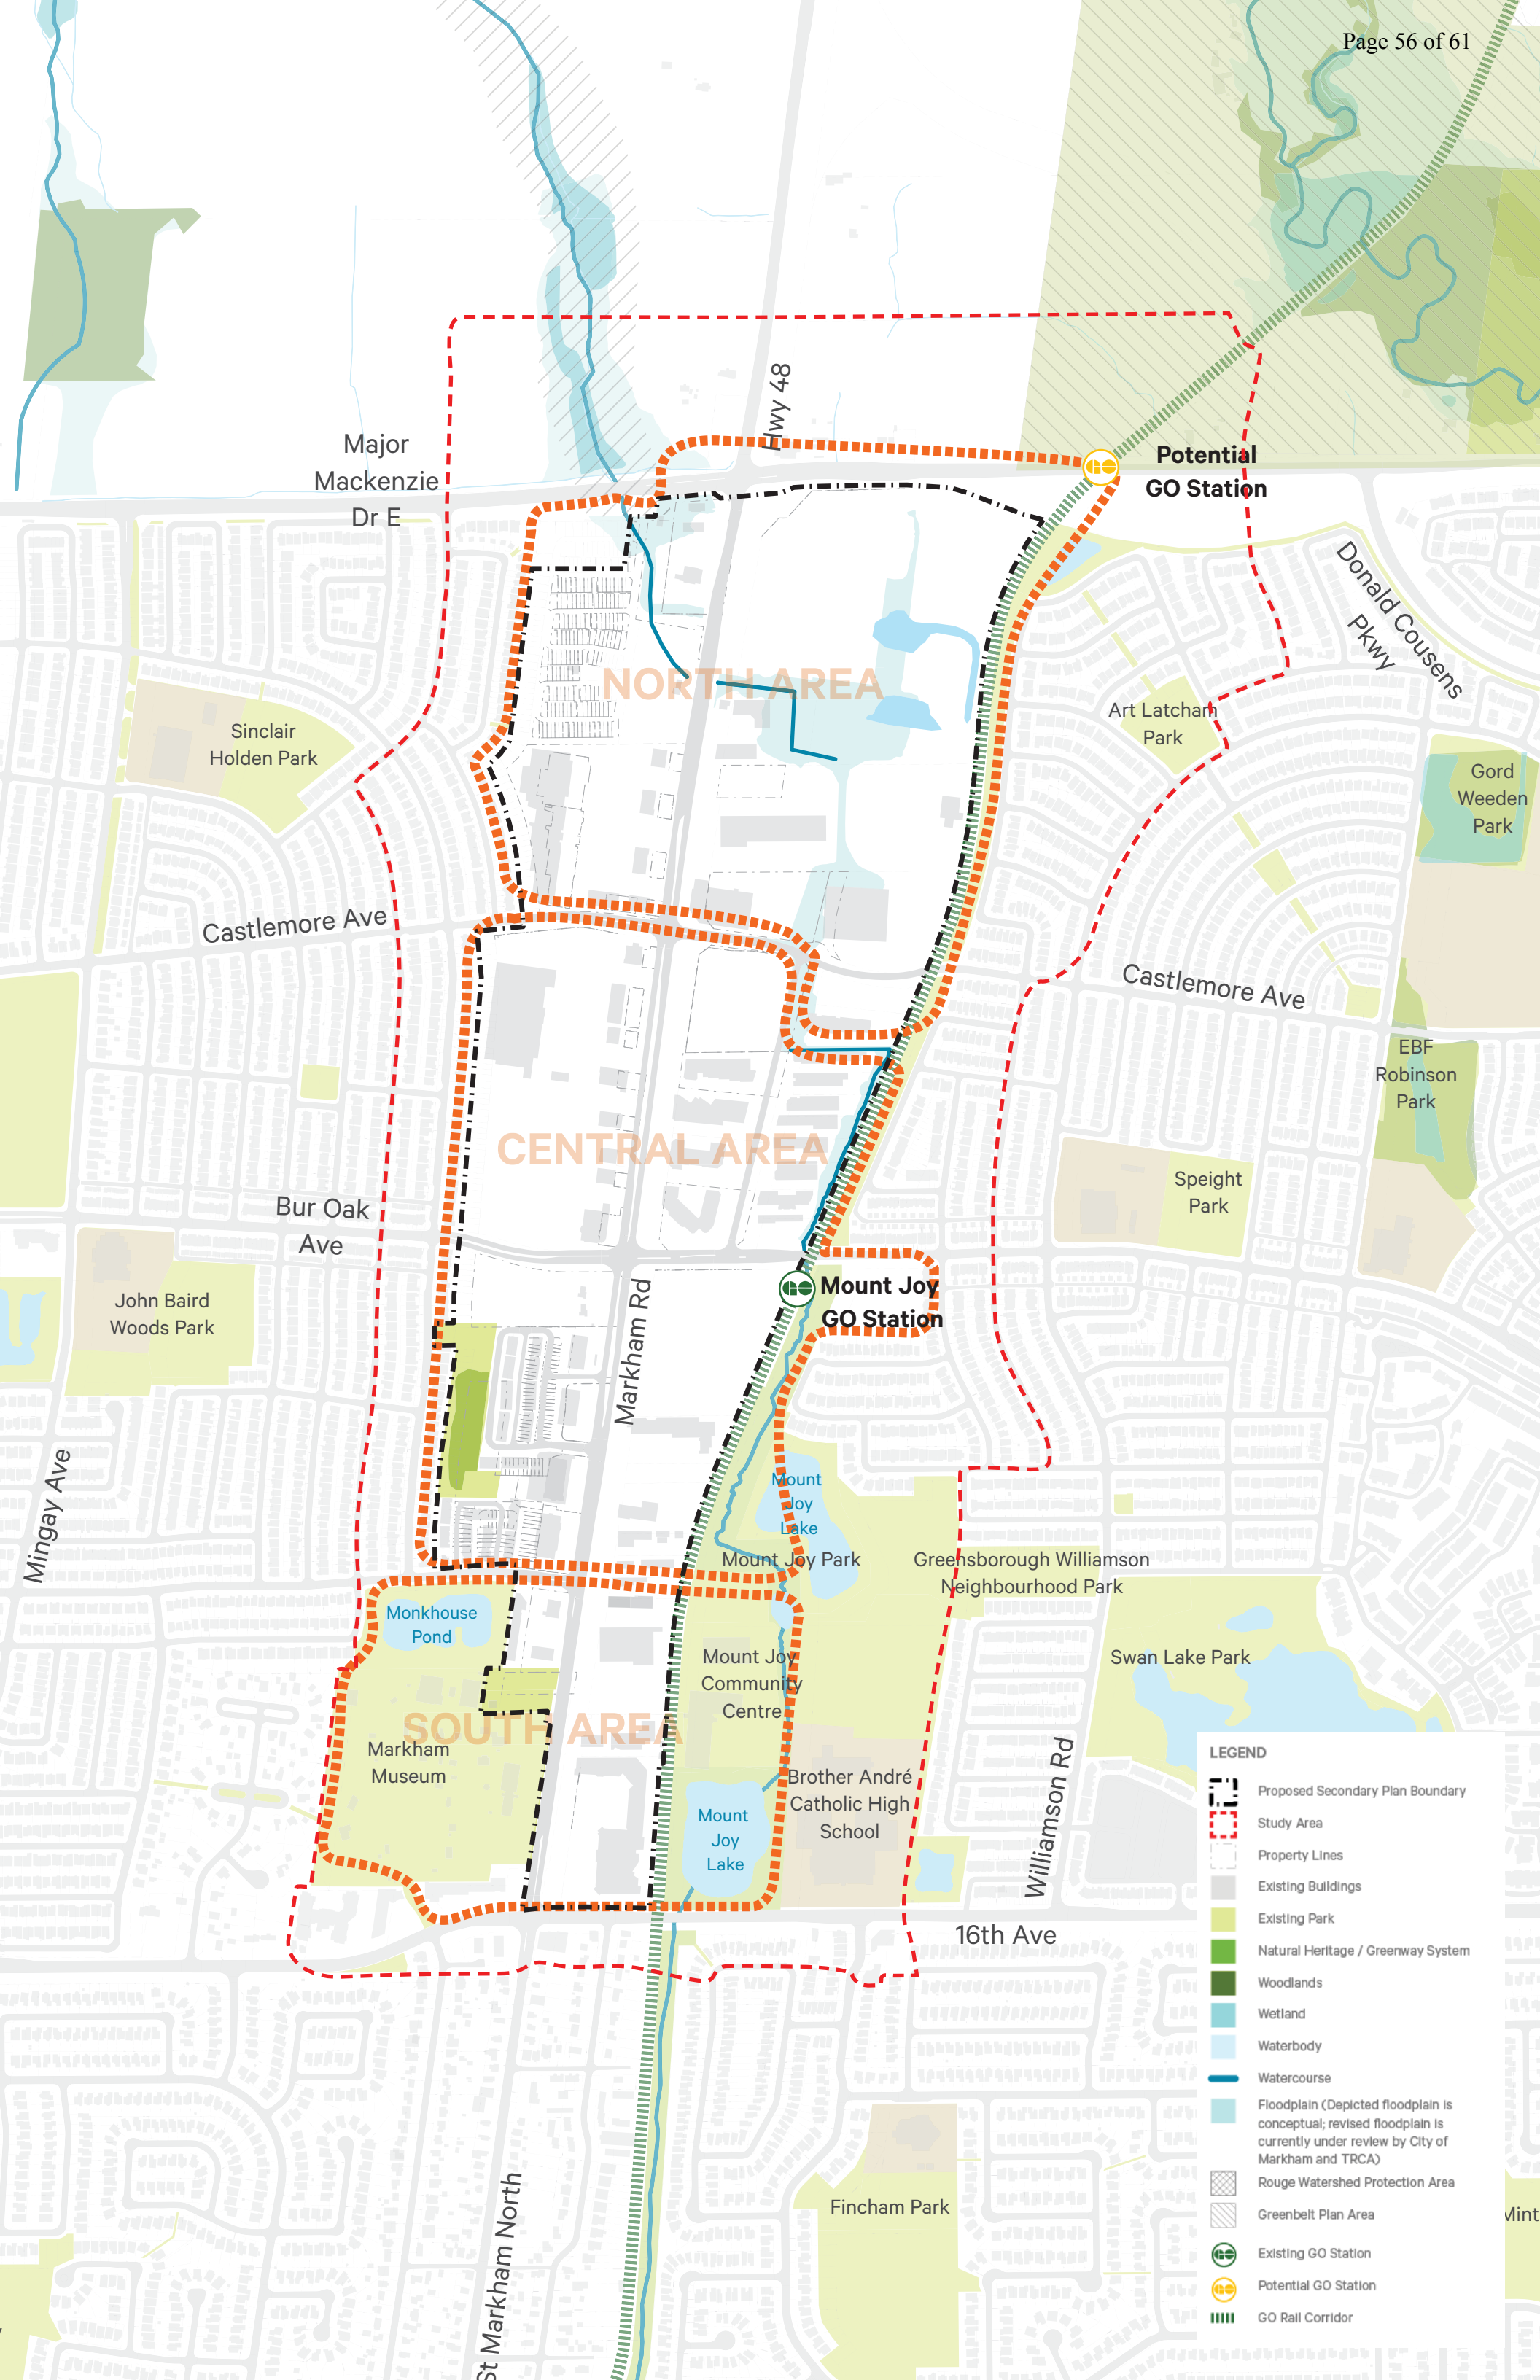 Page 56 of 61
Hwy 48
Major
Mackenzie
Dr E
Potential
GO Station
Donald Cousens
Pkwy
NORTH AREA
Art Latcham
Park
Sinclair
Holden Park
Gord
Weeden
Park
Castlemore Ave
Castlemore Ave
EBF
Robinson
Park
CENTRAL AREA
Speight
Park
Bur Oak
Ave
John Baird
Woods Park
Markham Rd
Mount Joy
GO Station
Mingay Ave
Mount
Joy
Lake
Mount Joy Park
Greensborough Williamson
Neighbourhood Park
Monkhouse
Pond
Mount Joy
Community
Centre
Swan Lake Park
SOUTH AREA
Markham
Museum
Brother André
Catholic High
School
Mount
Joy
Lake
Williamson Rd
16th Ave
St Markham North
Fincham Park
Mint
LEGEND
Proposed Secondary Plan Boundary
Study Area
Property Lines
Existing Buildings
Existing Park
Natural Heritage / Greenway System
Woodlands
Wetland
Waterbody
Watercourse
Floodplain (Depicted floodplain is
conceptual; revised floodplain is
currently under review by City of
Markham and TRCA)
Rouge Watershed Protection Area
Greenbelt Plan Area
Existing GO Station
Potential GO Station
GO Rail Corridor